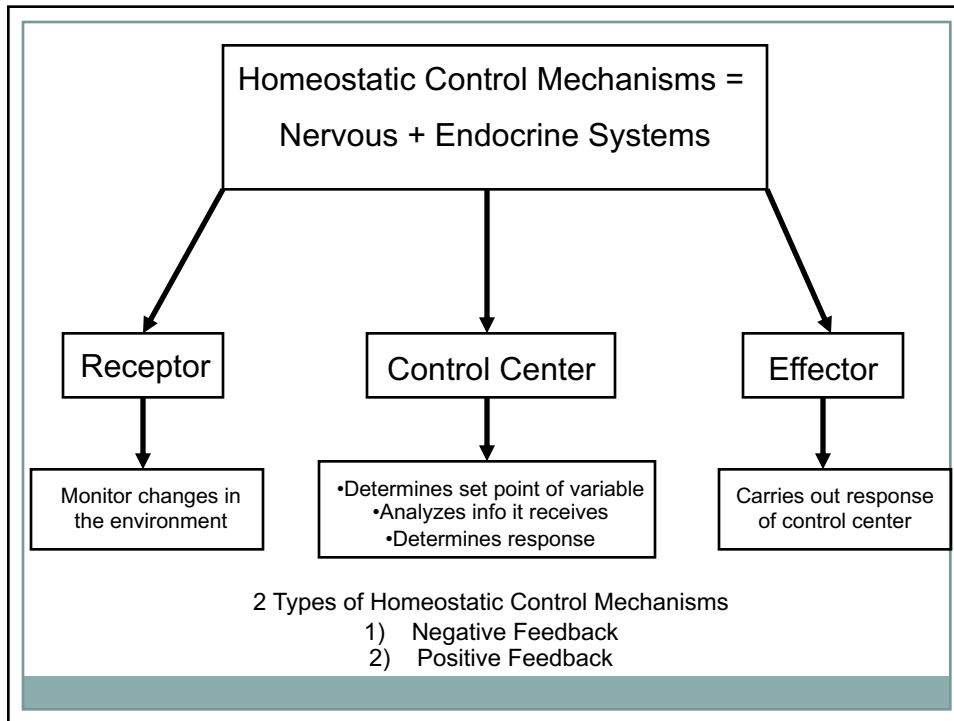 Homeostatic Control Mechanisms =
Nervous + Endocrine Systems
Receptor
Control Center
Effector
Monitor changes in
the environment
•Determines set point of variable
•Analyzes info it receives
•Determines response
Carries out response
of control center
2 Types of Homeostatic Control Mechanisms
1) Negative Feedback
2) Positive Feedback